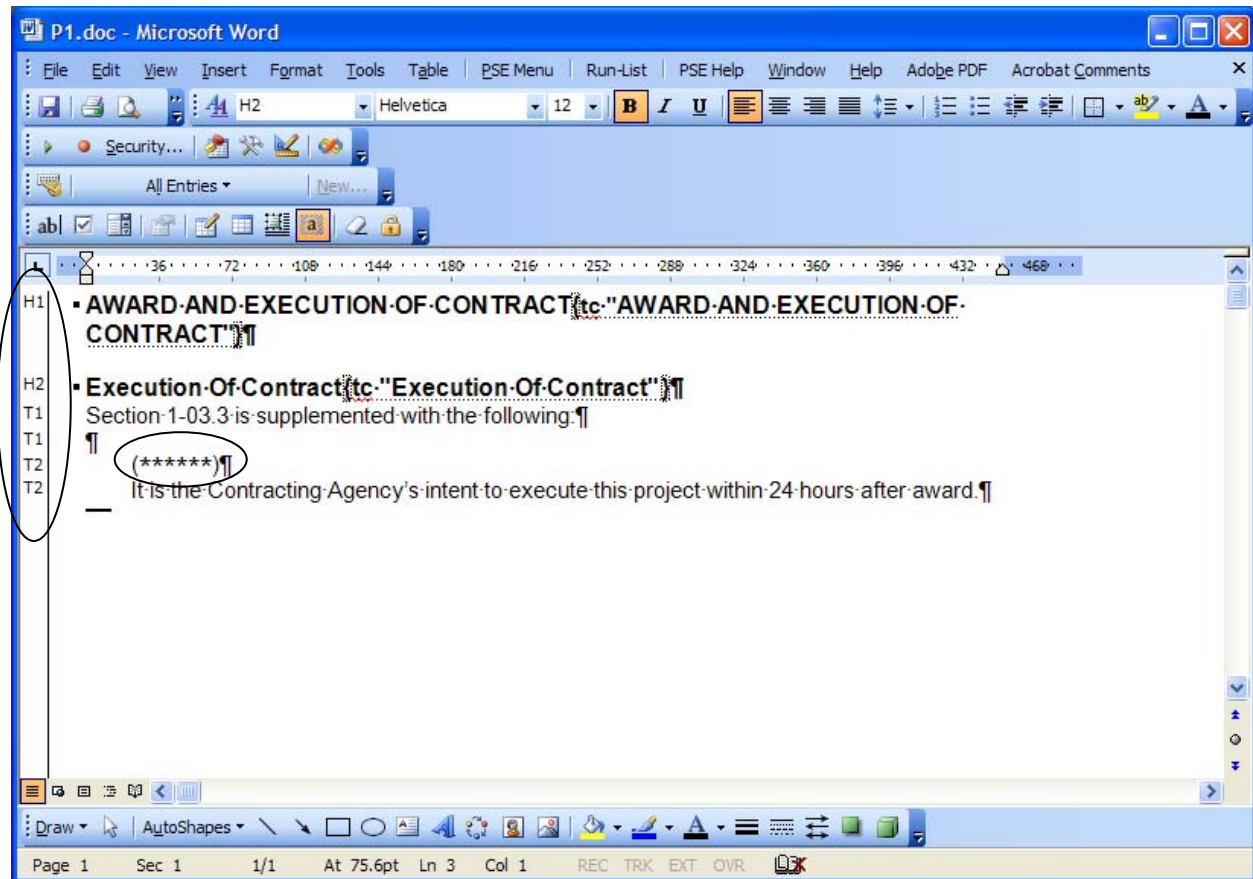 P1.doc - Microsoft Word
File Edit View Insert Format Tools Table PSE Menu Run-List PSE Help Window Help Adobe PDF Acrobat Comments
H2 Helvetica 12 B I U
Security...
All Entries New...
ab| a
L 36 72 108 144 180 216 252 288 324 360 396 432 468
H1 AWARD·AND·EXECUTION·OF·CONTRACT{tc·"AWARD·AND·EXECUTION·OF·
CONTRACT"}¶
H2 Execution·Of·Contract{tc·"Execution·Of·Contract"}¶
T1 Section·1-03.3·is·supplemented·with·the·following:¶
T1 ¶
T2 (******)¶
T2 It·is·the·Contracting·Agency's·intent·to·execute·this·project·within·24·hours·after·award.¶
Draw AutoShapes
Page 1 Sec 1 1/1 At 75.6pt Ln 3 Col 1 REC TRK EXT OVR